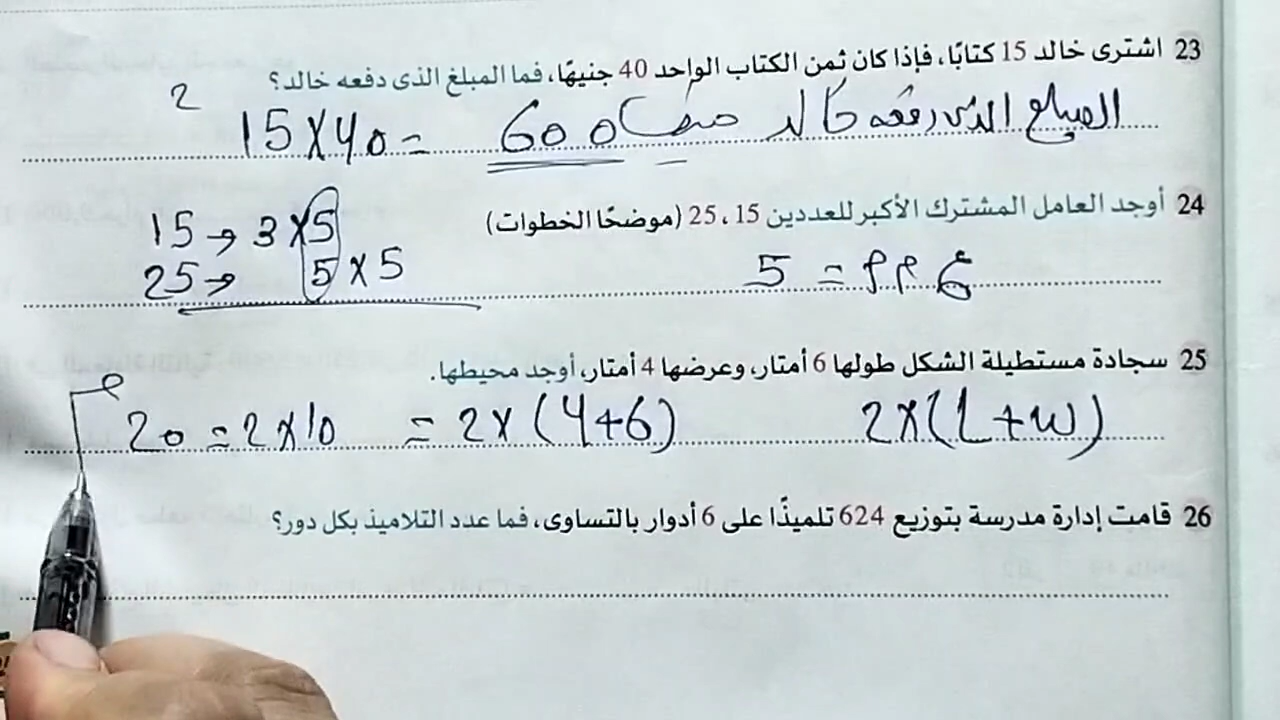 23 اشترى خالد 15 كتابًا، فإذا كان ثمن الكتاب الواحد 40 جنيهًا، فما المبلغ الذى دفعه خالد؟
2
المبلغ الذى دفعه خالد
15 × 40 = 600
24 أوجد العامل المشترك الأكبر للعددين 15 ، 25 (موضحًا الخطوات)
15 → 3 × 5
25 → 5 × 5
ع م م = 5
25 سجادة مستطيلة الشكل طولها 6 أمتار، وعرضها 4 أمتار، أوجد محيطها.
2 × (L + w)
20 = 2 × 10 = 2 × (4 + 6)
26 قامت إدارة مدرسة بتوزيع 624 تلميذًا على 6 أدوار بالتساوى، فما عدد التلاميذ بكل دور؟